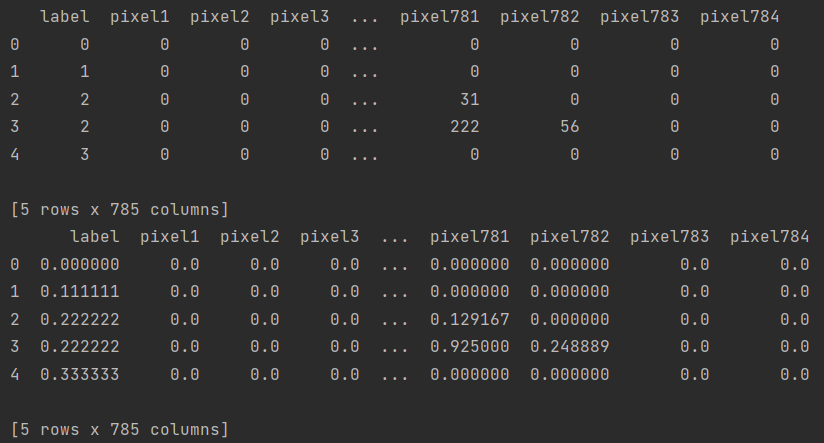 label  pixel1  pixel2  pixel3  ...  pixel781  pixel782  pixel783  pixel784
0      0       0       0       0  ...         0         0         0         0
1      1       0       0       0  ...         0         0         0         0
2      2       0       0       0  ...        31         0         0         0
3      2       0       0       0  ...       222        56         0         0
4      3       0       0       0  ...         0         0         0         0
[5 rows x 785 columns]
      label  pixel1  pixel2  pixel3  ...  pixel781  pixel782  pixel783  pixel784
0  0.000000     0.0     0.0     0.0  ...  0.000000  0.000000       0.0       0.0
1  0.111111     0.0     0.0     0.0  ...  0.000000  0.000000       0.0       0.0
2  0.222222     0.0     0.0     0.0  ...  0.129167  0.000000       0.0       0.0
3  0.222222     0.0     0.0     0.0  ...  0.925000  0.248889       0.0       0.0
4  0.333333     0.0     0.0     0.0  ...  0.000000  0.000000       0.0       0.0
[5 rows x 785 columns]